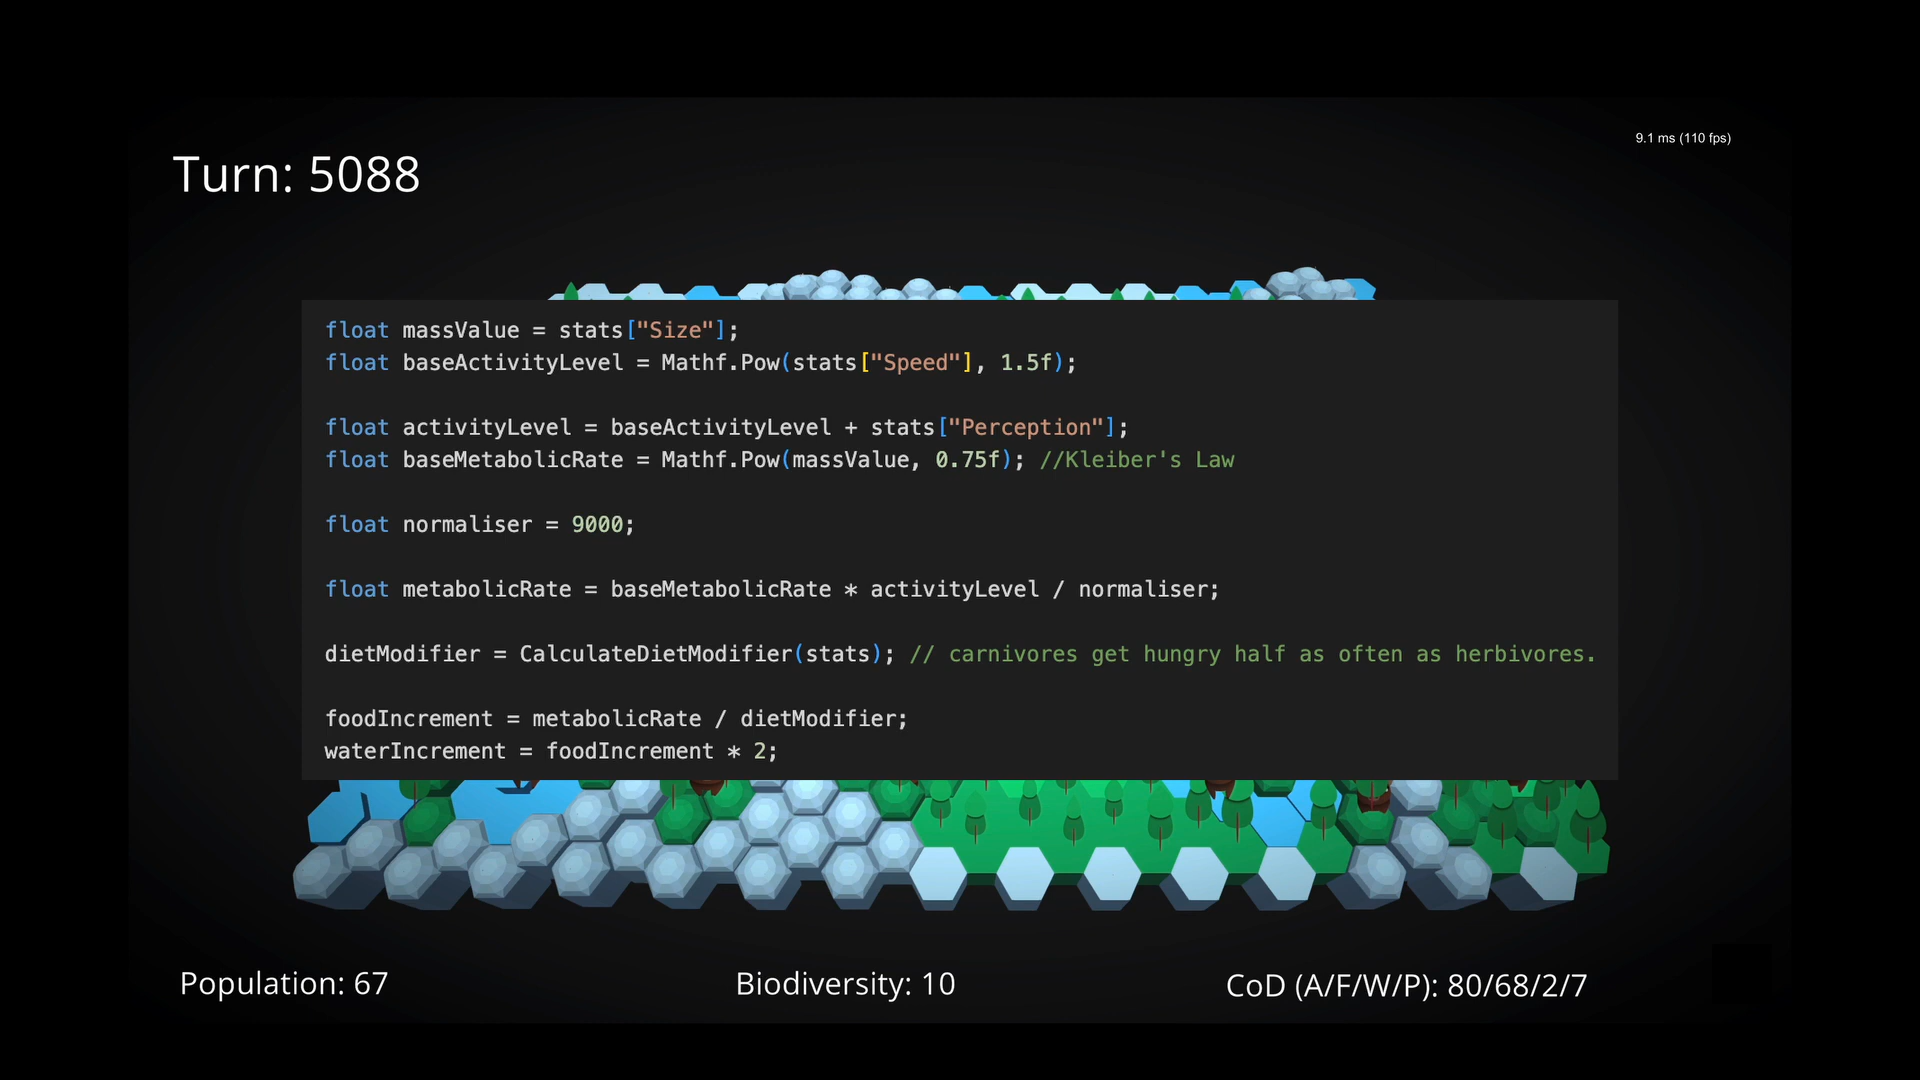 9.1 ms (110 fps)
Turn: 5088
float massValue = stats["Size"];
float baseActivityLevel = Mathf.Pow(stats["Speed"], 1.5f);
float activityLevel = baseActivityLevel + stats["Perception"];
float baseMetabolicRate = Mathf.Pow(massValue, 0.75f); //Kleiber's Law
float normaliser = 9000;
float metabolicRate = baseMetabolicRate * activityLevel / normaliser;
dietModifier = CalculateDietModifier(stats); // carnivores get hungry half as often as herbivores.
foodIncrement = metabolicRate / dietModifier;
waterIncrement = foodIncrement * 2;
Population: 67
Biodiversity: 10
CoD (A/F/W/P): 80/68/2/7